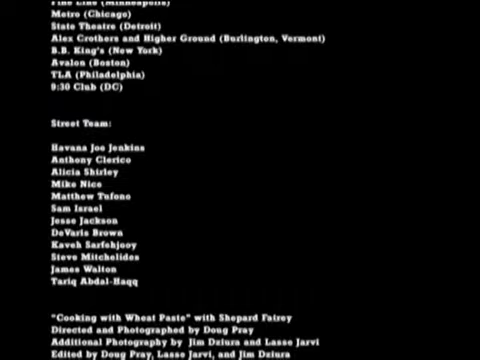 Fine Line (Minneapolis)
Metro (Chicago)
State Theatre (Detroit)
Alex Crothers and Higher Ground (Burlington, Vermont)
B.B. King's (New York)
Avalon (Boston)
TLA (Philadelphia)
9:30 Club (DC)
Street Team:
Havana Joe Jenkins
Anthony Clerico
Alicia Shirley
Mike Nice
Matthew Tufono
Sam Israel
Jesse Jackson
DeVaris Brown
Kaveh Sarfehjooy
Steve Mitchelides
James Walton
Tariq Abdal-Haqq
"Cooking with Wheat Paste" with Shepard Fairey
Directed and Photographed by Doug Pray
Additional Photography by Jim Dziura and Lasse Jarvi
Edited by Doug Pray, Lasse Jarvi, and Jim Dziura